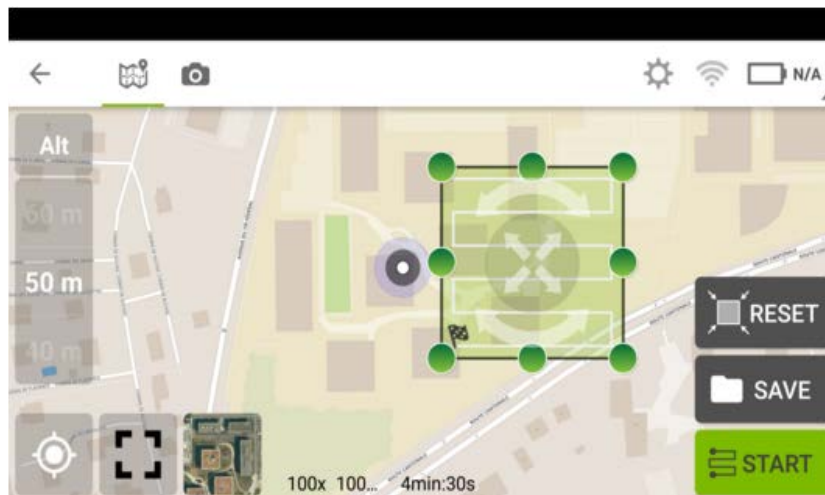 N/A
Alt
60 m
50 m
40 m
RESET
SAVE
START
100x 100... 4min:30s